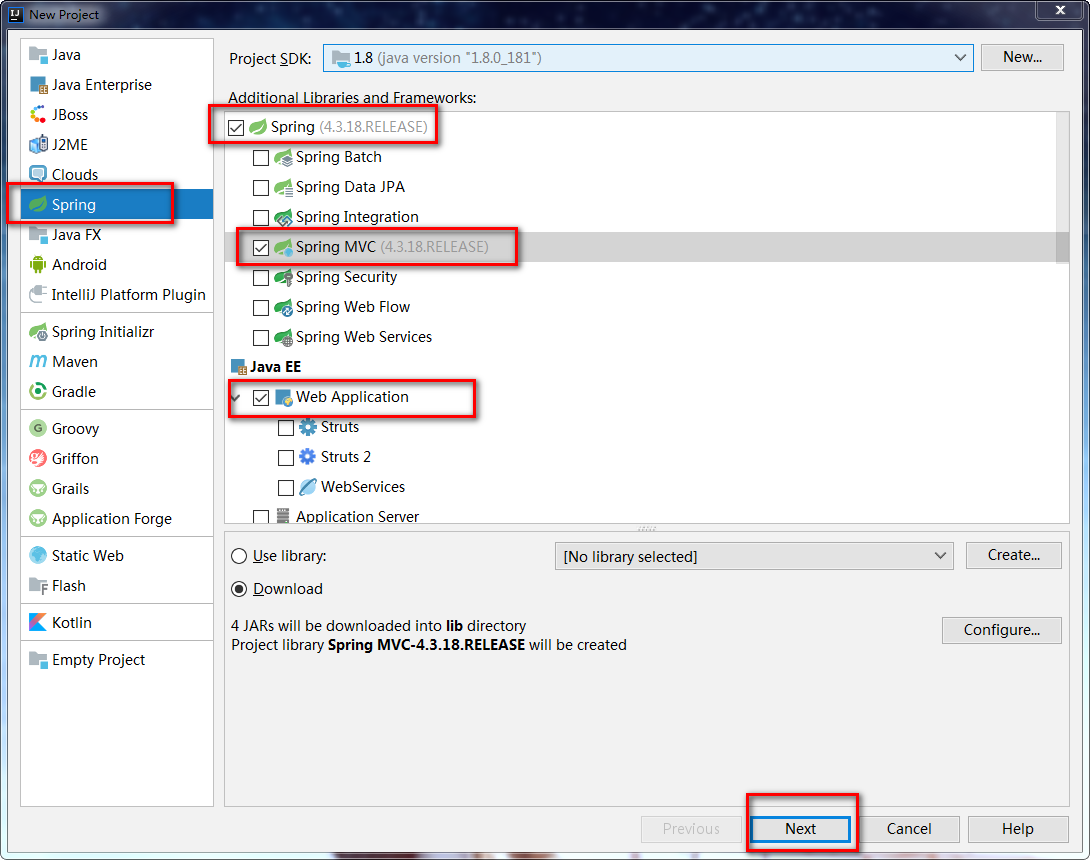 New Project
Java
Java Enterprise
JBoss
J2ME
Clouds
Spring
Java FX
Android
IntelliJ Platform Plugin
Spring Initializr
Maven
Gradle
Groovy
Griffon
Grails
Application Forge
Static Web
Flash
Kotlin
Empty Project
Project SDK: 1.8 (java version "1.8.0_181") New...
Additional Libraries and Frameworks:
Spring (4.3.18.RELEASE)
Spring Batch
Spring Data JPA
Spring Integration
Spring MVC (4.3.18.RELEASE)
Spring Security
Spring Web Flow
Spring Web Services
Java EE
Web Application
Struts
Struts 2
WebServices
Application Server
Use library: [No library selected] Create...
Download
4 JARs will be downloaded into lib directory
Project library Spring MVC-4.3.18.RELEASE will be created
Configure...
Previous Next Cancel Help